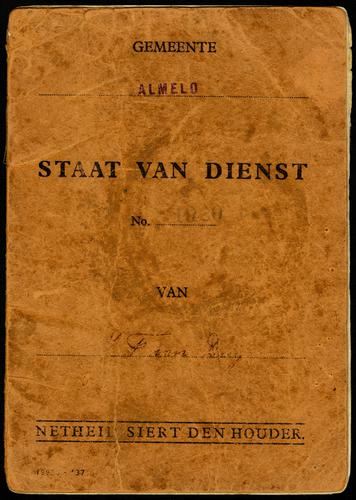 GEMEENTE
ALMELO
STAAT VAN DIENST
No.
VAN
NETHEID SIERT DEN HOUDER.